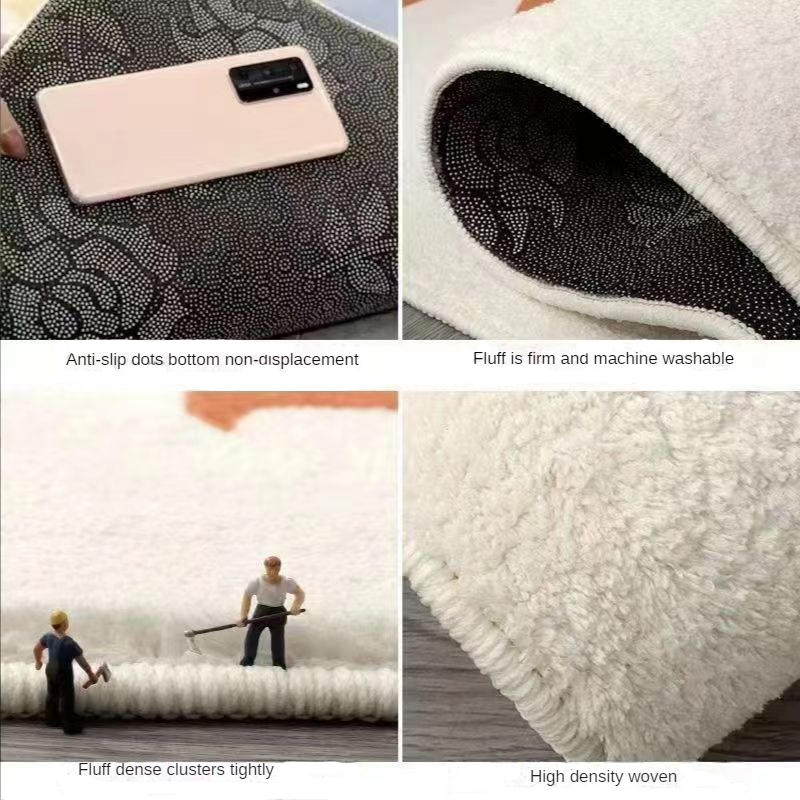 Anti-slip dots bottom non-displacement
Fluff is firm and machine washable
Fluff dense clusters tightly
High density woven